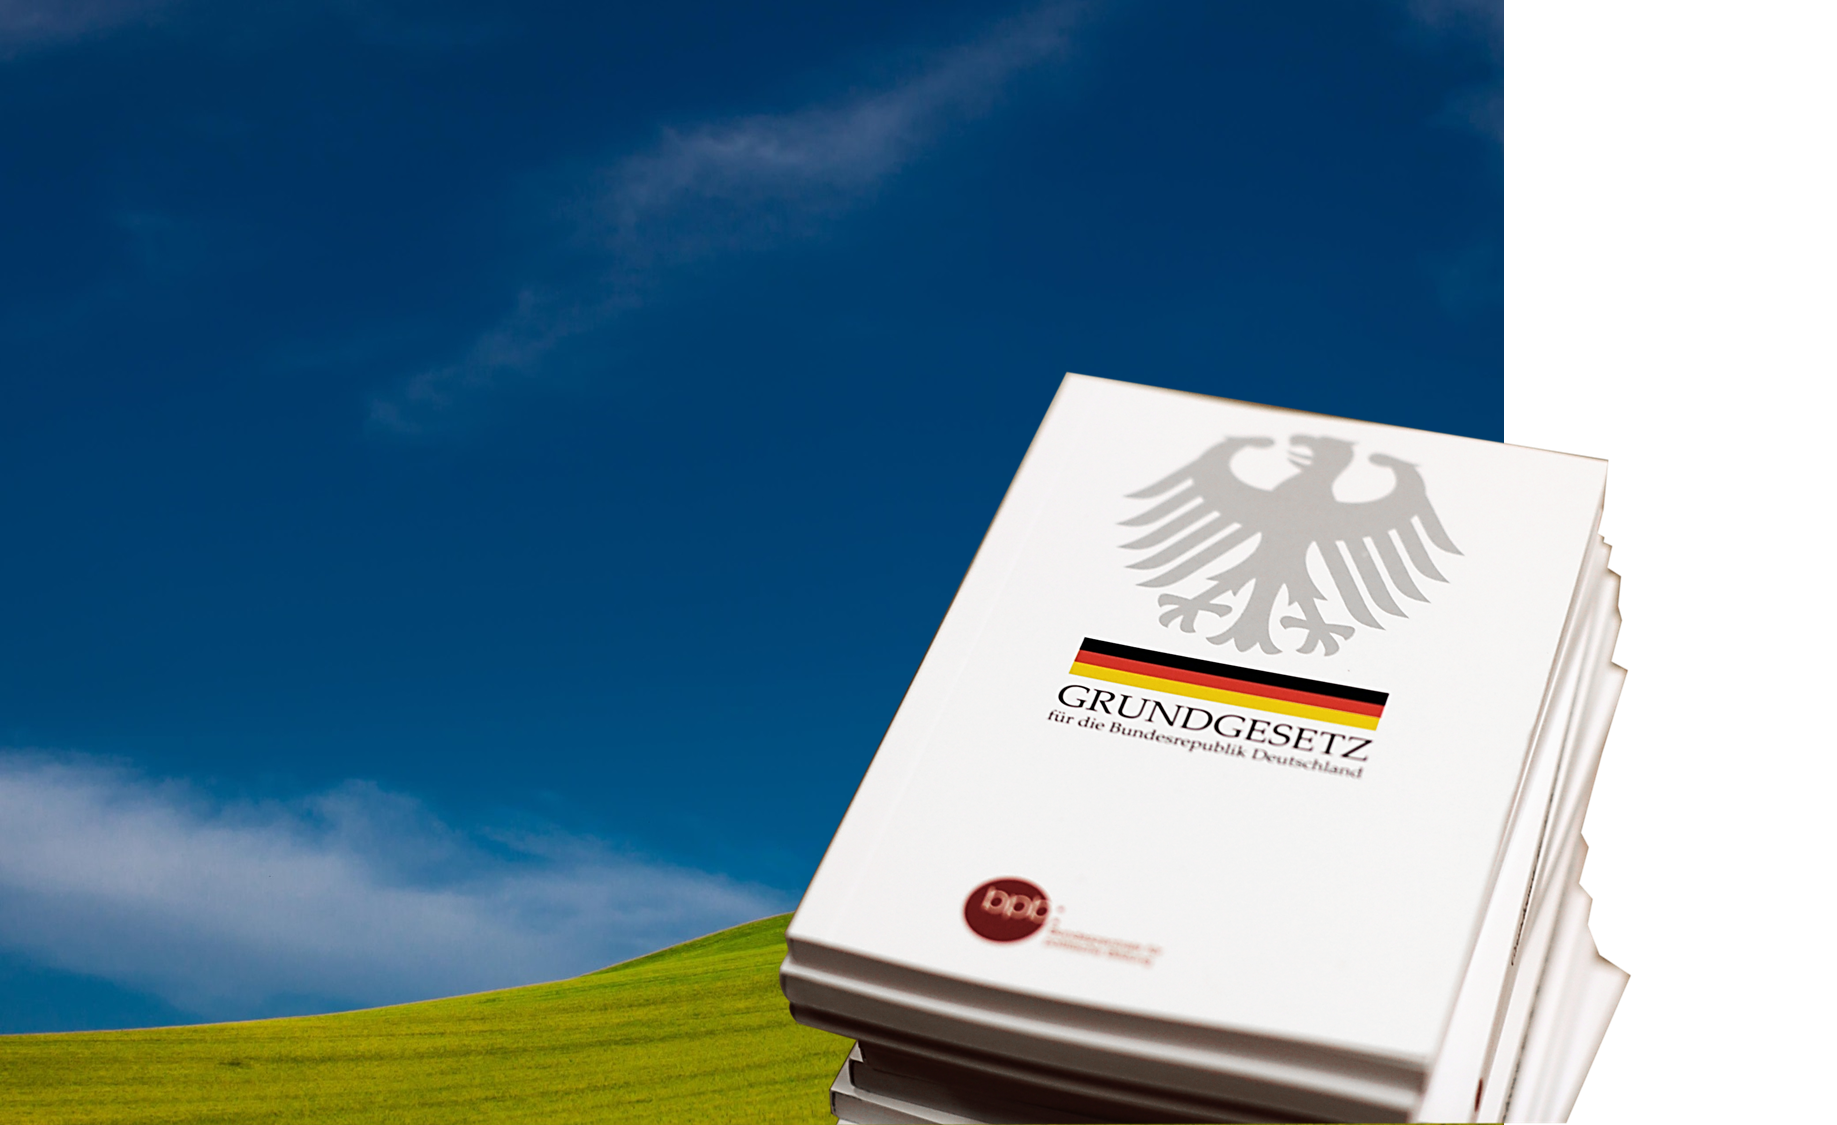 GRUNDGESETZ
für die Bundesrepublik Deutschland
bpb: